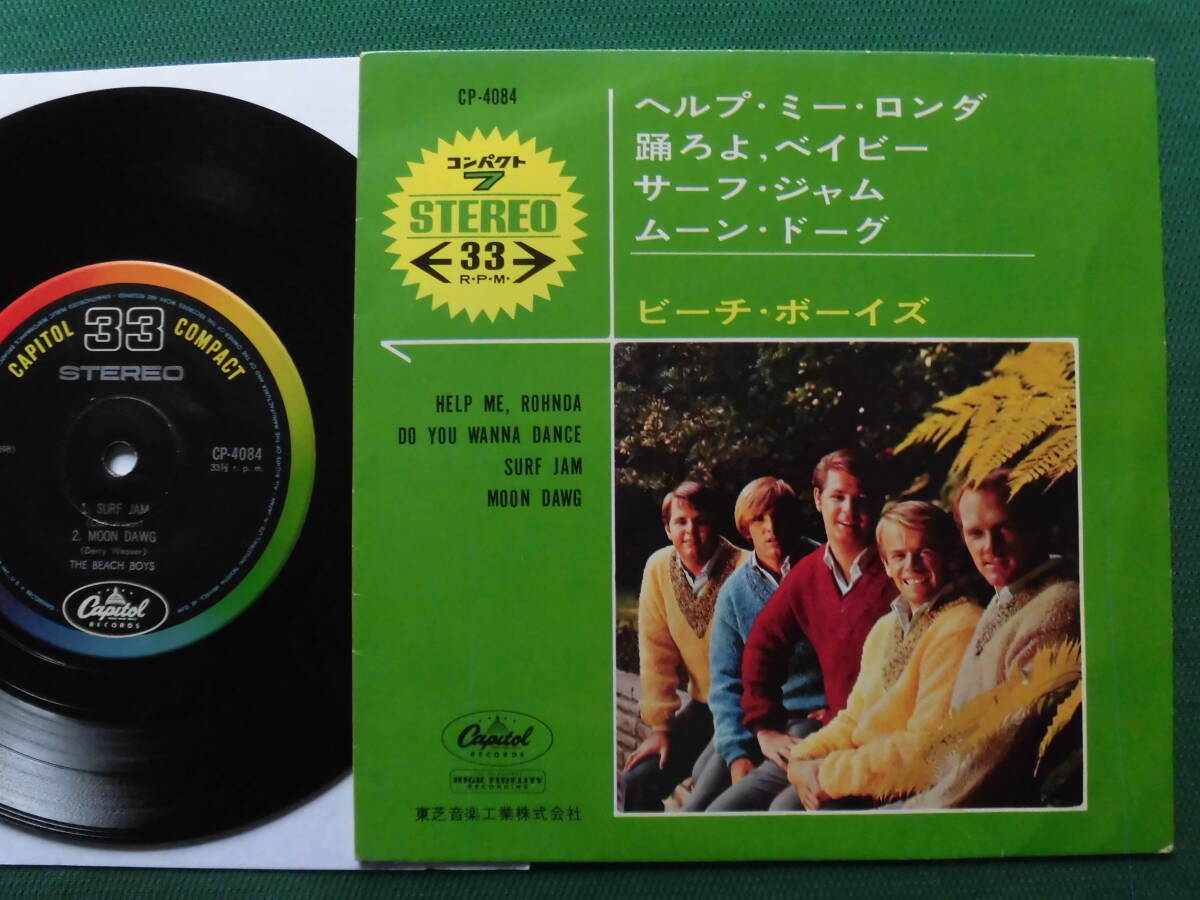 CP-4084
コンパクト
7
STEREO
33
R・P・M・
ヘルプ・ミー・ロンダ
踊ろよ,ベイビー
サーフ・ジャム
ムーン・ドーグ
ビーチ・ボーイズ
HELP ME, ROHNDA
DO YOU WANNA DANCE
SURF JAM
MOON DAWG
Capitol
RECORDS
HIGH FIDELITY
RECORDING
東芝音楽工業株式会社
CAPITOL 33 COMPACT
STEREO
CP-4084
33⅓ r. p. m.
1. SURF JAM
2. MOON DAWG
(Derry Weaver)
THE BEACH BOYS
Capitol
RECORDS